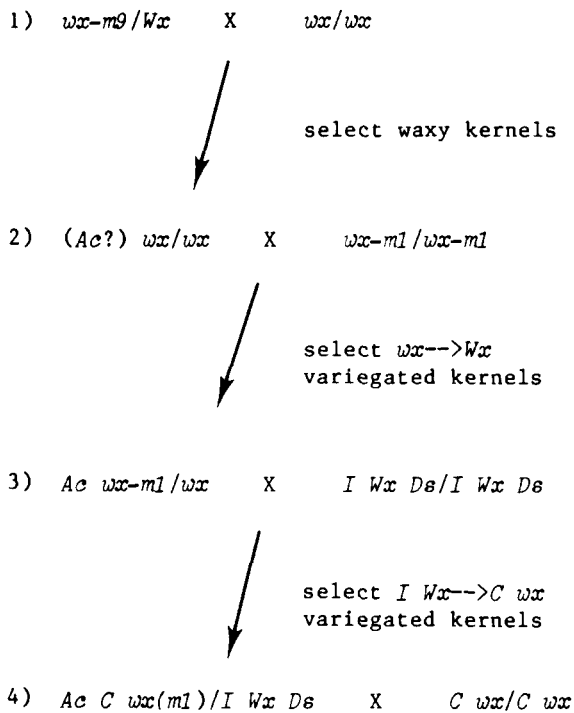 1) wx-m9/Wx X wx/wx
select waxy kernels
2) (Ac?) wx/wx X wx-m1/wx-m1
select wx-->Wx
variegated kernels
3) Ac wx-m1/wx X I Wx Ds/I Wx Ds
select I Wx-->C wx
variegated kernels
4) Ac C wx(m1)/I Wx Ds X C wx/C wx